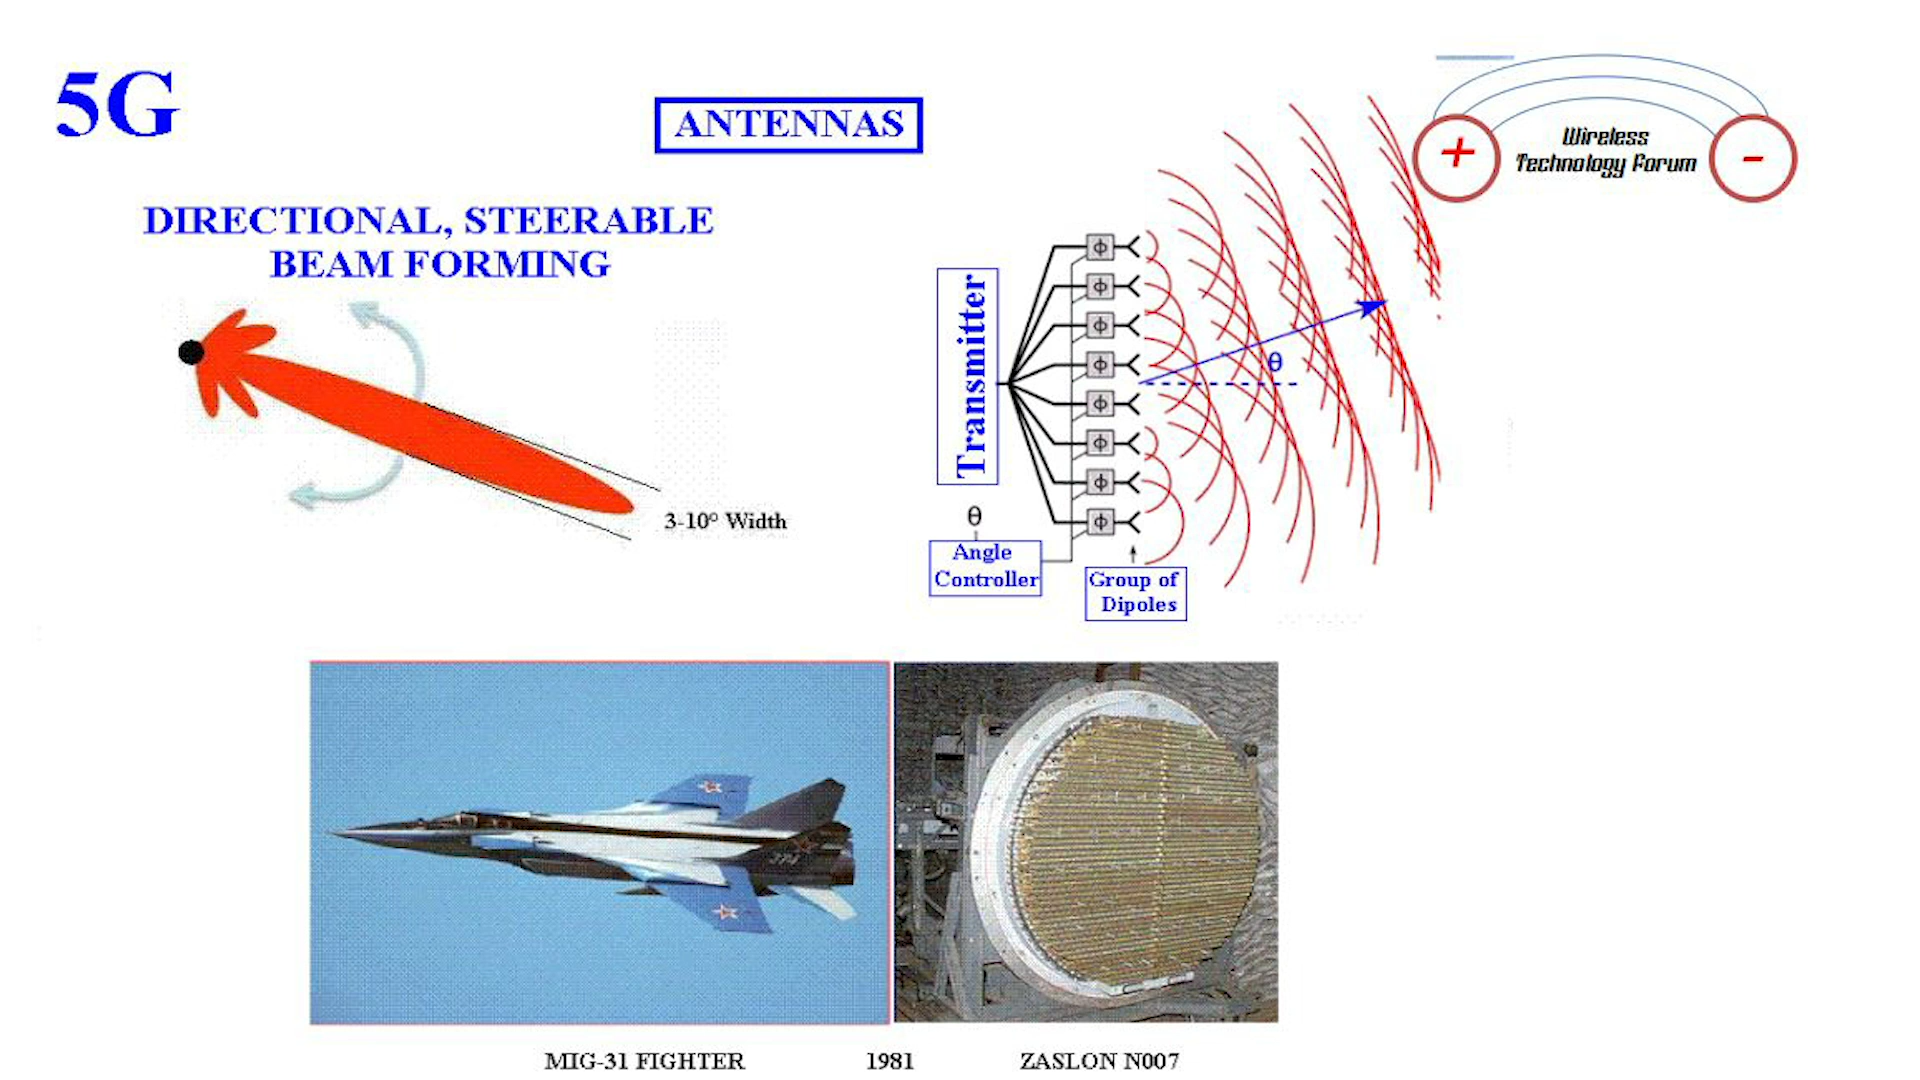 5G
ANTENNAS
+
Wireless
Technology Forum
-
DIRECTIONAL, STEERABLE
BEAM FORMING
3-10° Width
Transmitter
ϕ
ϕ
ϕ
ϕ
ϕ
ϕ
ϕ
ϕ
θ
θ
Angle
Controller
Group of
Dipoles
MIG-31 FIGHTER 1981 ZASLON N007